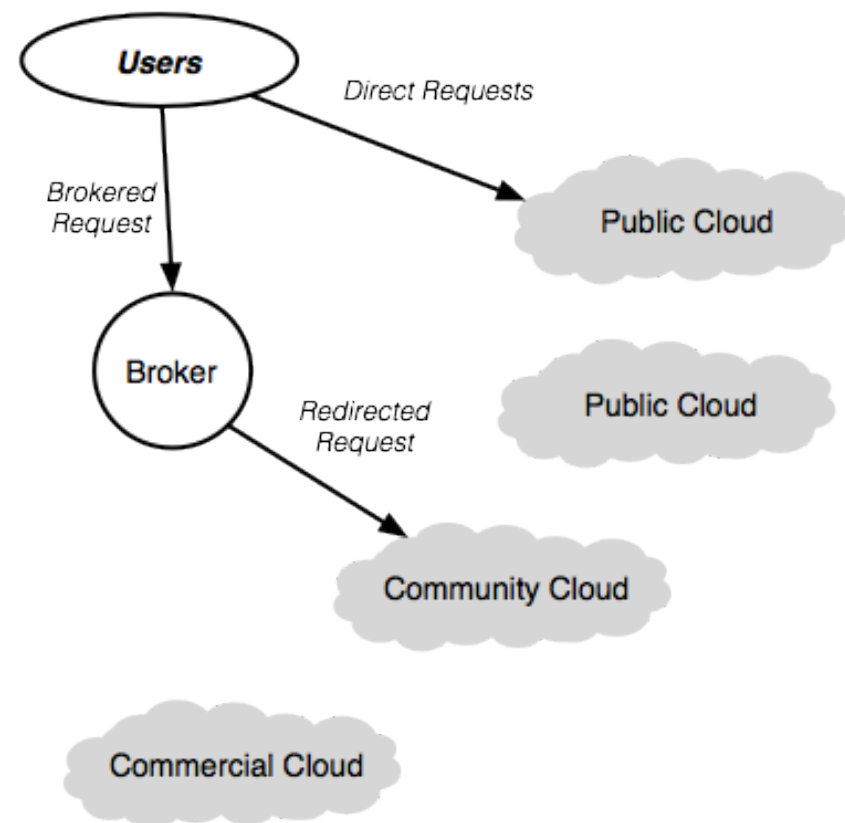 Users
Direct Requests
Brokered
Request
Public Cloud
Broker
Public Cloud
Redirected
Request
Community Cloud
Commercial Cloud